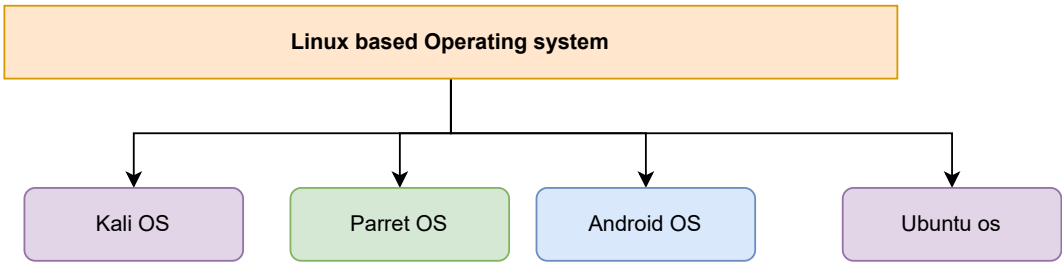 Linux based Operating system
Kali OS
Parret OS
Android OS
Ubuntu os